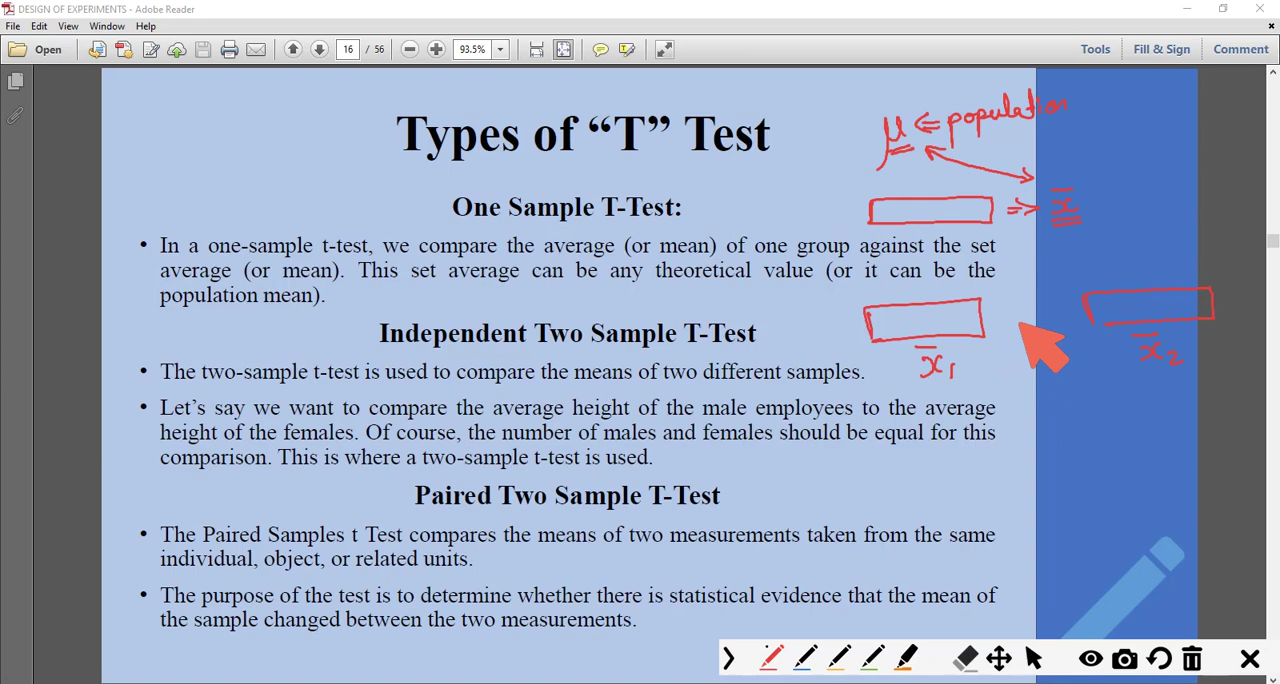 DESIGN OF EXPERIMENTS - Adobe Reader
File Edit View Window Help
Open 16 / 56 93.5% Tools Fill & Sign Comment
Types of “T” Test
μ ⇐ population
One Sample T-Test:
⇒ x̄
• In a one-sample t-test, we compare the average (or mean) of one group against the set
average (or mean). This set average can be any theoretical value (or it can be the
population mean).
Independent Two Sample T-Test
x̄1
x̄2
• The two-sample t-test is used to compare the means of two different samples.
• Let’s say we want to compare the average height of the male employees to the average
height of the females. Of course, the number of males and females should be equal for this
comparison. This is where a two-sample t-test is used.
Paired Two Sample T-Test
• The Paired Samples t Test compares the means of two measurements taken from the same
individual, object, or related units.
• The purpose of the test is to determine whether there is statistical evidence that the mean of
the sample changed between the two measurements.